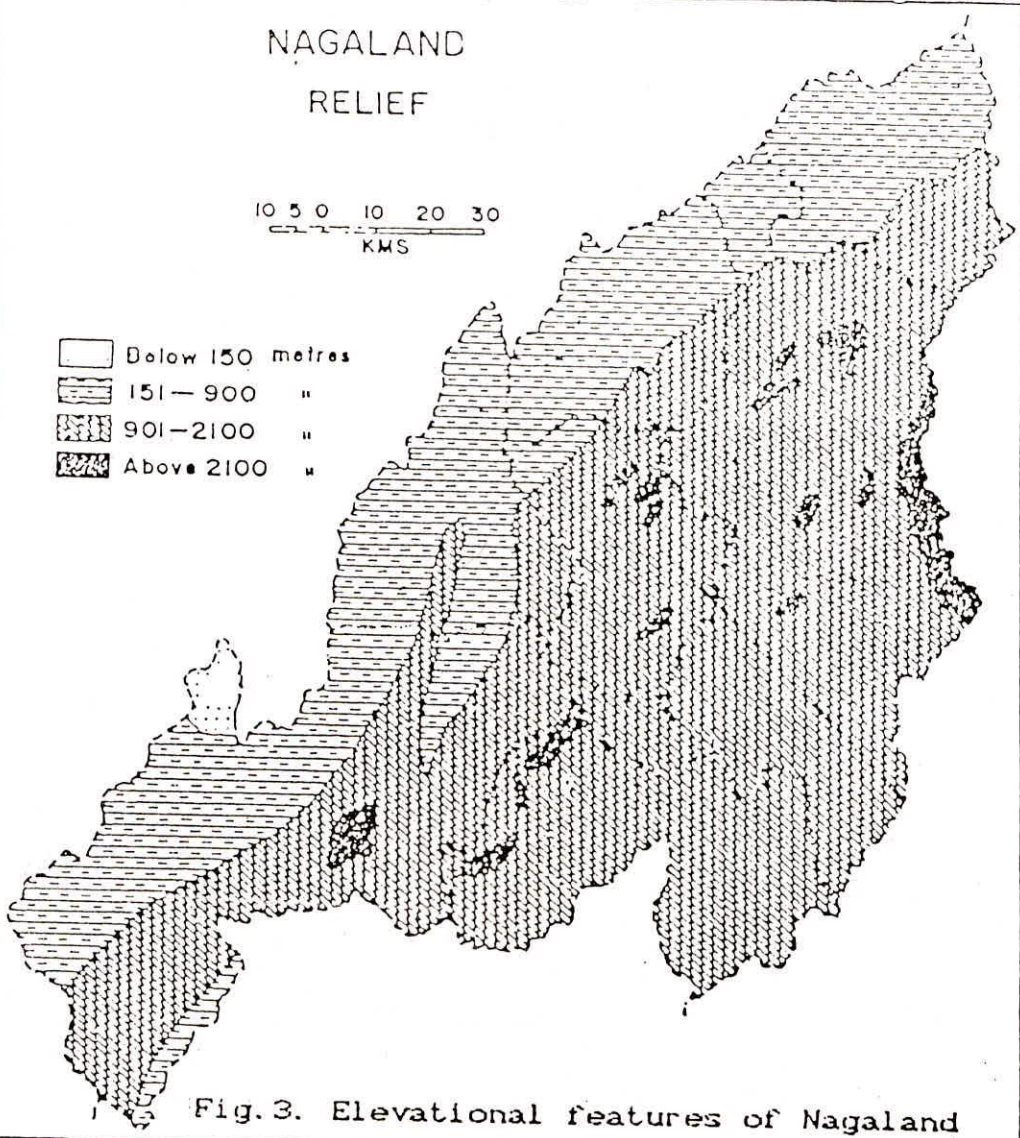 NAGALAND
RELIEF
10 5 0 10 20 30
KMS
Below 150 metres
151—900 "
901—2100 "
Above 2100 "
Fig. 3. Elevational features of Nagaland